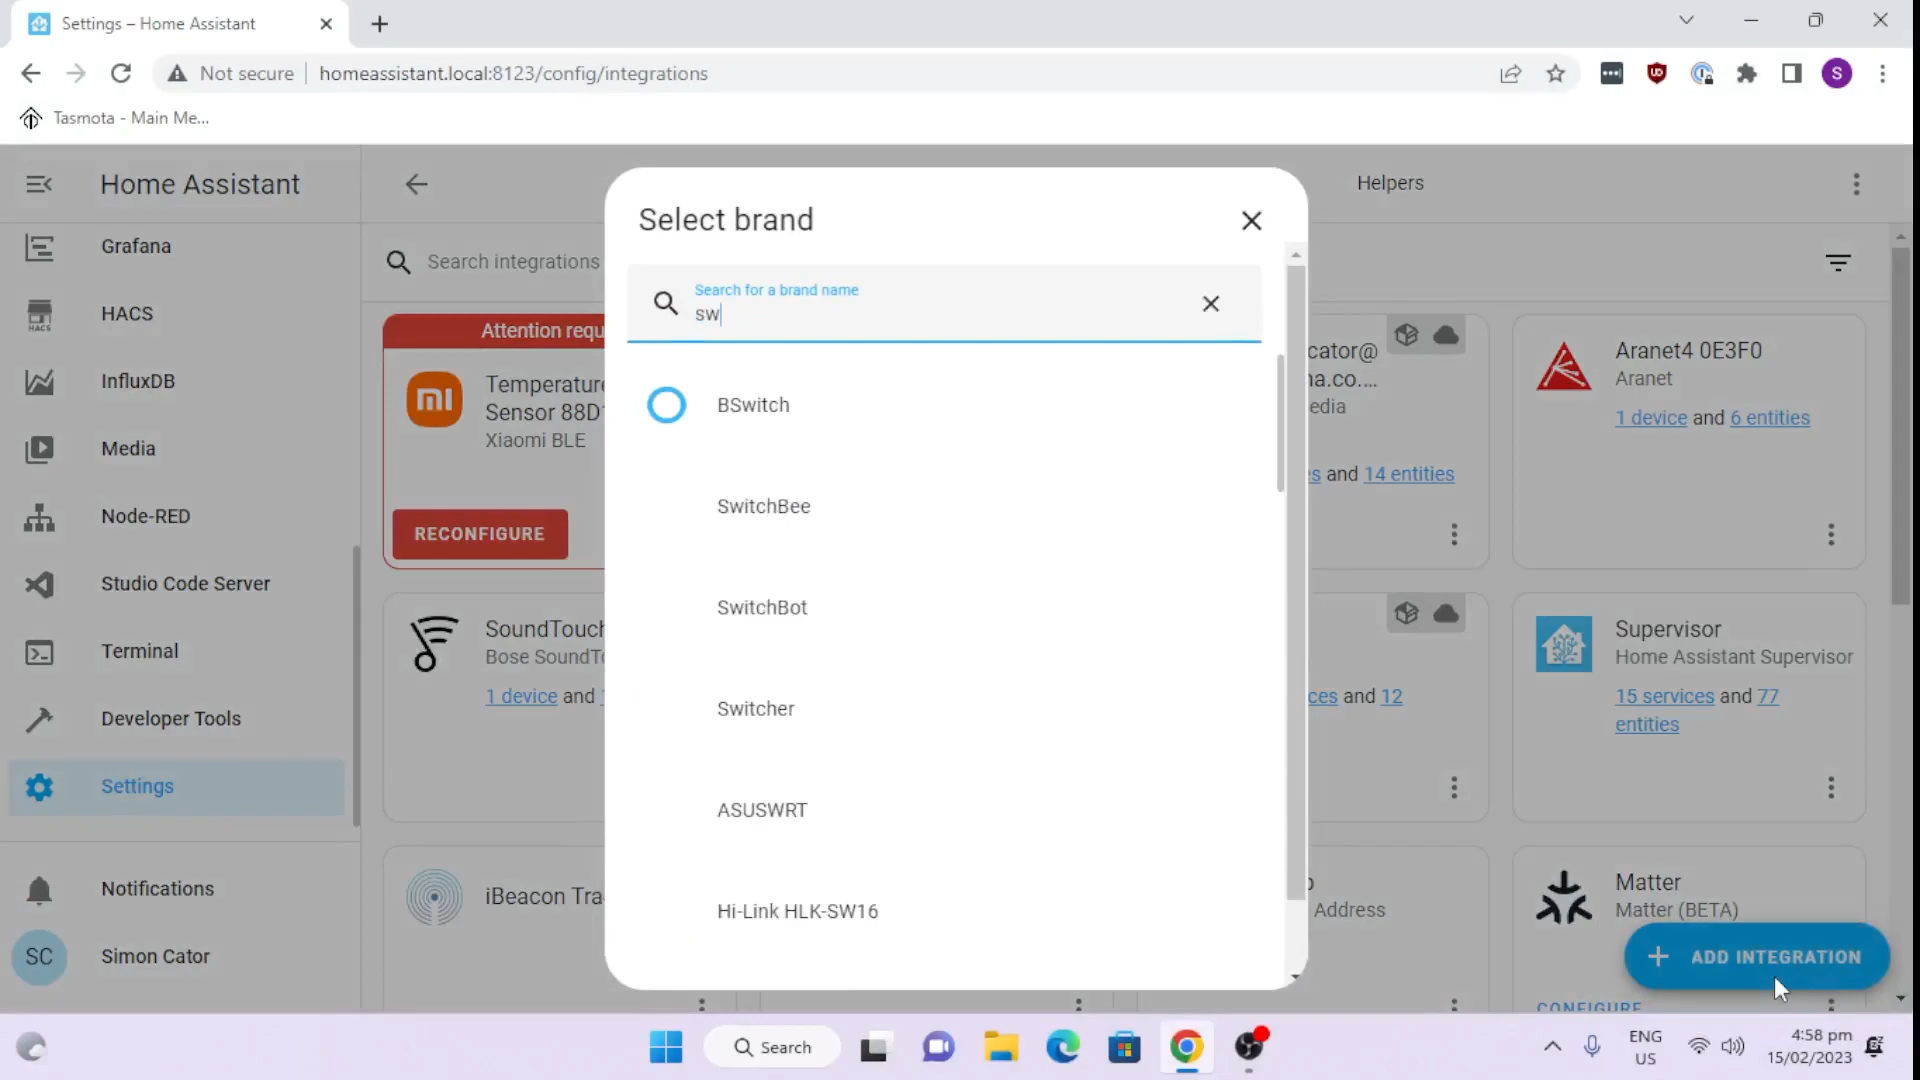 Settings – Home Assistant
Not secure
homeassistant.local:8123/config/integrations
S
Tasmota - Main Me...
Home Assistant
Grafana
HACS
HACS
InfluxDB
Media
Node-RED
Studio Code Server
Terminal
Developer Tools
Settings
Notifications
SC
Simon Cator
Helpers
Search integrations
Attention requ
mi
Temperature
Sensor 88D1
Xiaomi BLE
RECONFIGURE
cator@
na.co....
edia
s and 14 entities
Aranet4 0E3F0
Aranet
1 device and 6 entities
SoundTouch
Bose SoundTo
1 device and
ces and 12
Supervisor
Home Assistant Supervisor
15 services and 77
entities
iBeacon Tra
Address
Matter
Matter (BETA)
CONFIGURE
ADD INTEGRATION
Select brand
Search for a brand name
sw
BSwitch
SwitchBee
SwitchBot
Switcher
ASUSWRT
Hi-Link HLK-SW16
Search
ENG
US
4:58 pm
15/02/2023